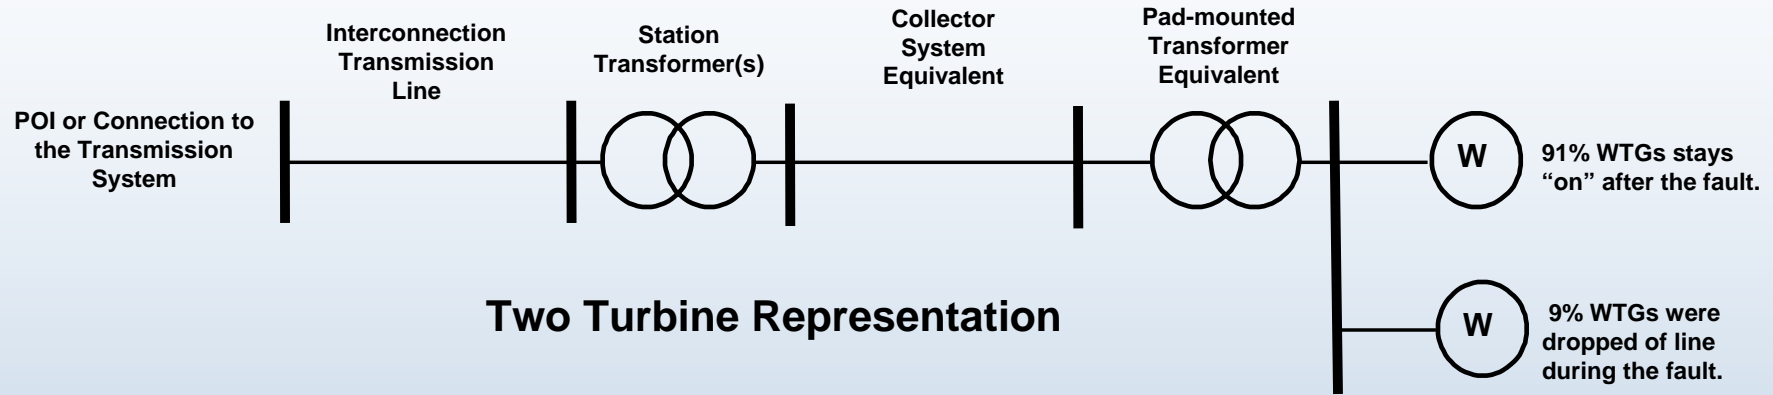 Interconnection
Transmission
Line
Station
Transformer(s)
Collector
System
Equivalent
Pad-mounted
Transformer
Equivalent
POI or Connection to
the Transmission
System
W
91% WTGs stays
“on” after the fault.
Two Turbine Representation
W
9% WTGs were
dropped of line
during the fault.